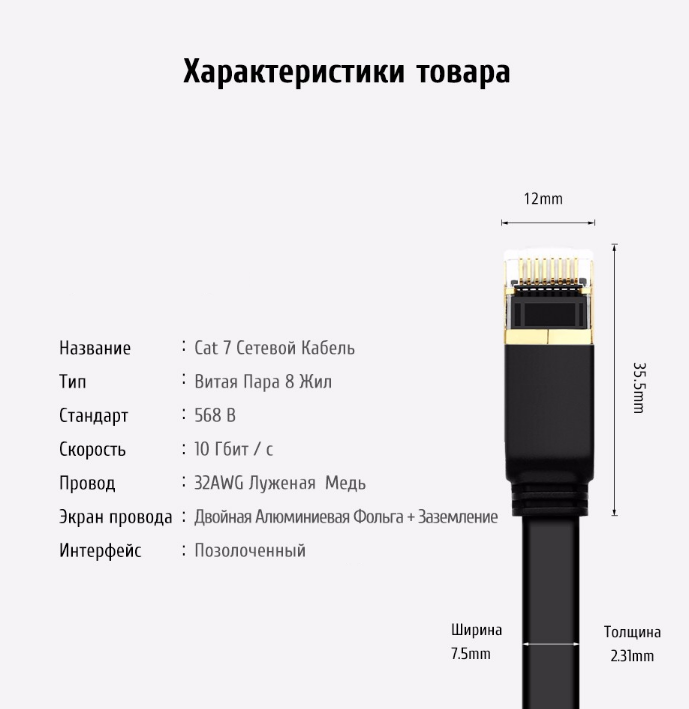 Характеристики товара
12mm
35.5mm
Название : Cat 7 Сетевой Кабель
Тип : Витая Пара 8 Жил
Стандарт : 568 B
Скорость : 10 Гбит / с
Провод : 32AWG Луженая Медь
Экран провода : Двойная Алюминиевая Фольга + Заземление
Интерфейс : Позолоченный
Ширина
7.5mm
Толщина
2.31mm